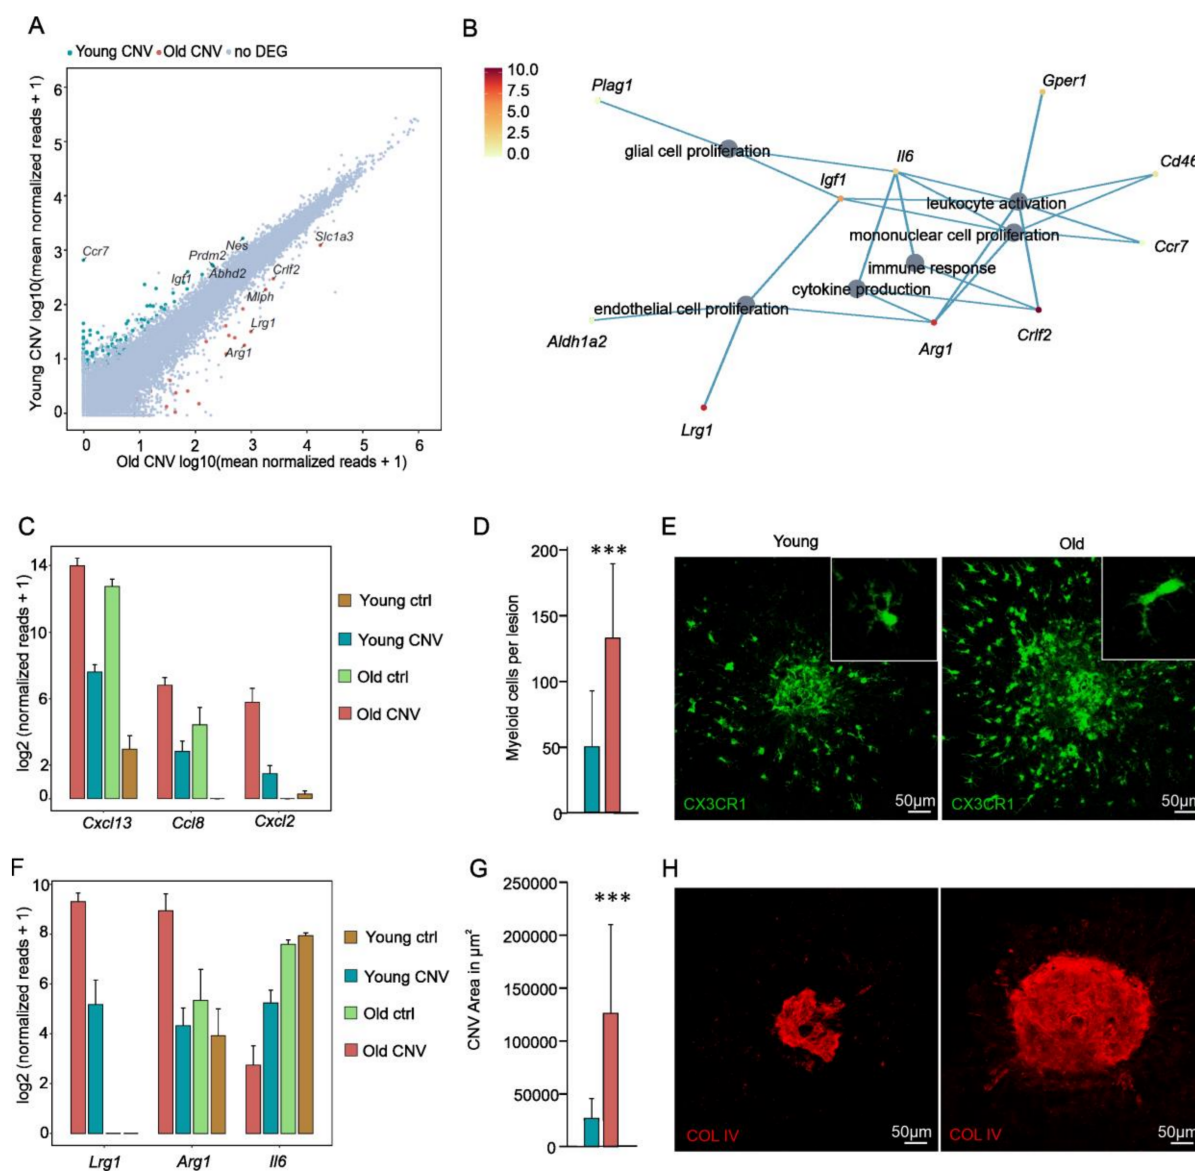 A
Young CNV Old CNV no DEG
Young CNV log10(mean normalized reads + 1)
6
5
4
3
2
1
0
Ccr7
Nes
Prdm2
Igf1
Abhd2
Slc1a3
Crlf2
Mlph
Lrg1
Arg1
0 1 2 3 4 5 6
Old CNV log10(mean normalized reads + 1)
B
10.0
7.5
5.0
2.5
0.0
Plag1
Gper1
glial cell proliferation
Il6
Cd46
Igf1
leukocyte activation
mononuclear cell proliferation
Ccr7
immune response
cytokine production
endothelial cell proliferation
Aldh1a2
Arg1
Crlf2
Lrg1
C
log2 (normalized reads + 1)
14
10
6
2
0
Cxcl13 Ccl8 Cxcl2
Young ctrl
Young CNV
Old ctrl
Old CNV
D
Myeloid cells per lesion
200
150
100
50
0
***
E
Young Old
CX3CR1 50µm
CX3CR1 50µm
F
log2 (normalized reads + 1)
10
8
6
4
2
0
Lrg1 Arg1 Il6
Young ctrl
Young CNV
Old ctrl
Old CNV
G
CNV Area in µm²
250000
200000
150000
100000
50000
0
***
H
COL IV 50µm
COL IV 50µm